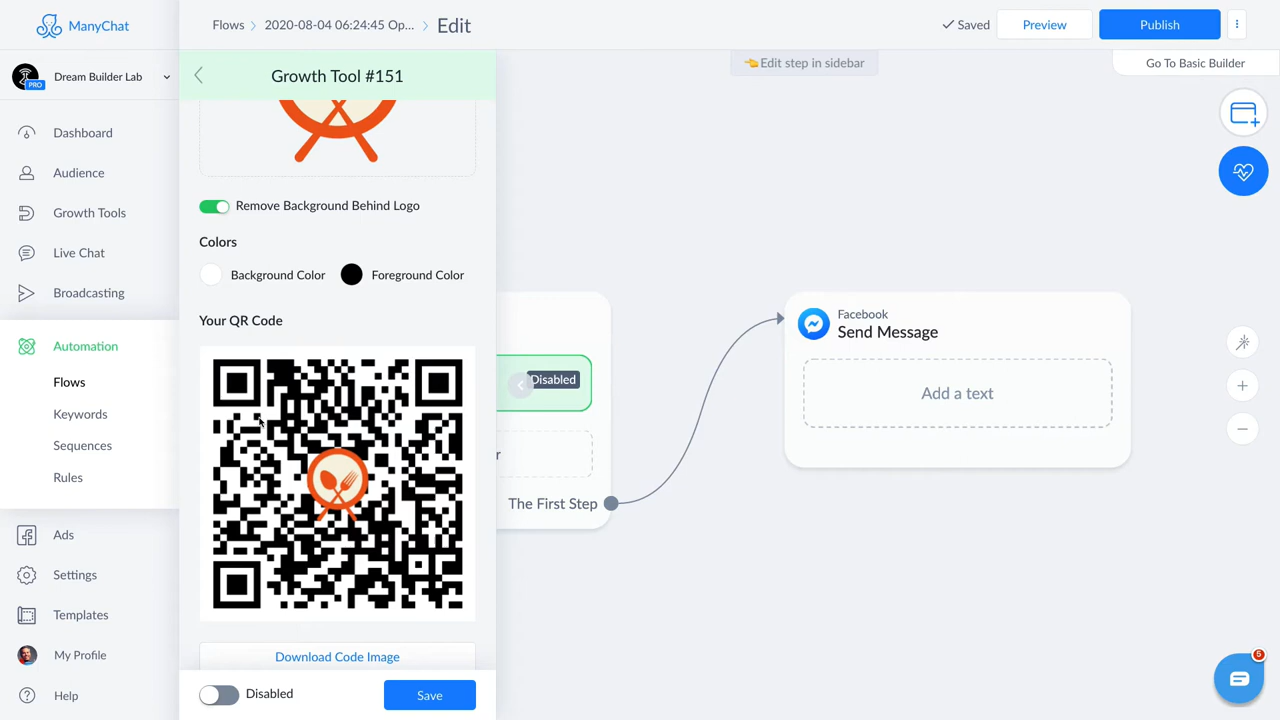 ManyChat
Flows
2020-08-04 06:24:45 Op...
Edit
Saved
Preview
Publish
Dream Builder Lab
PRO
Growth Tool #151
👈Edit step in sidebar
Go To Basic Builder
Dashboard
Audience
Growth Tools
Live Chat
Broadcasting
Automation
Flows
Keywords
Sequences
Rules
Ads
Settings
Templates
My Profile
Help
Remove Background Behind Logo
Colors
Background Color
Foreground Color
Your QR Code
Download Code Image
Disabled
Save
Disabled
r
The First Step
Facebook
Send Message
Add a text
5